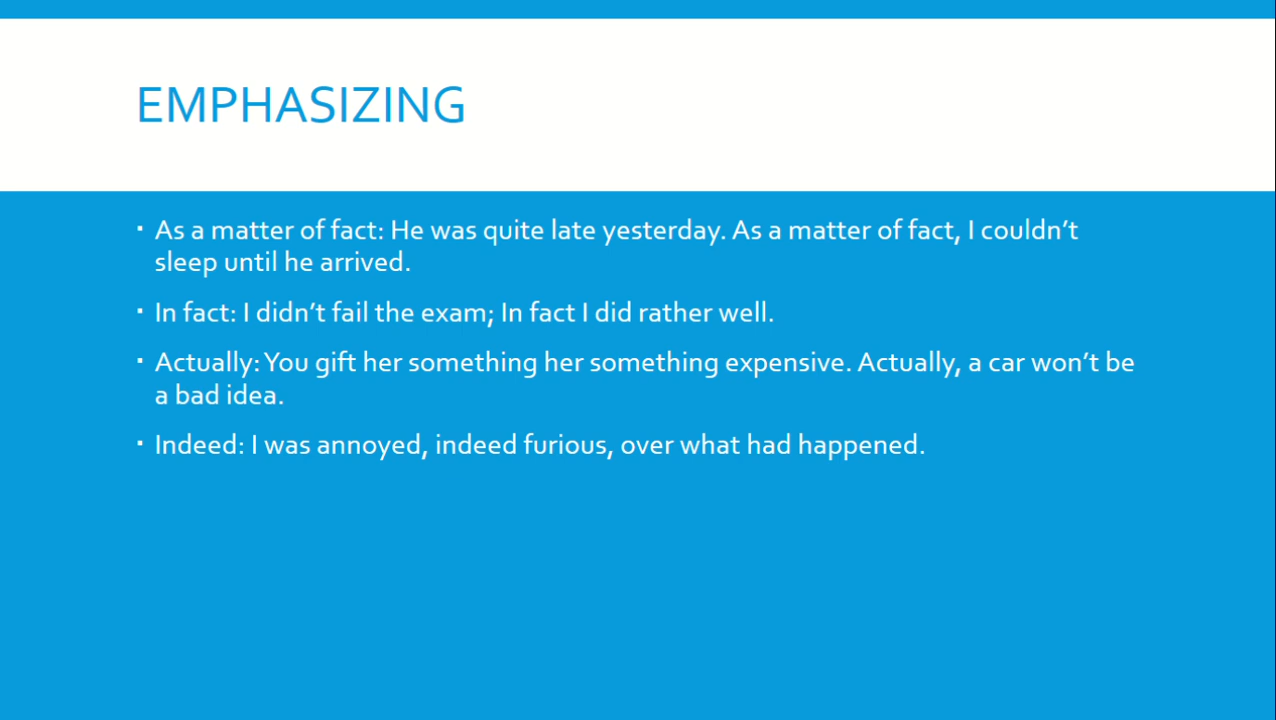 EMPHASIZING
▪ As a matter of fact: He was quite late yesterday. As a matter of fact, I couldn’t
sleep until he arrived.
▪ In fact: I didn’t fail the exam; In fact I did rather well.
▪ Actually: You gift her something her something expensive. Actually, a car won’t be
a bad idea.
▪ Indeed: I was annoyed, indeed furious, over what had happened.